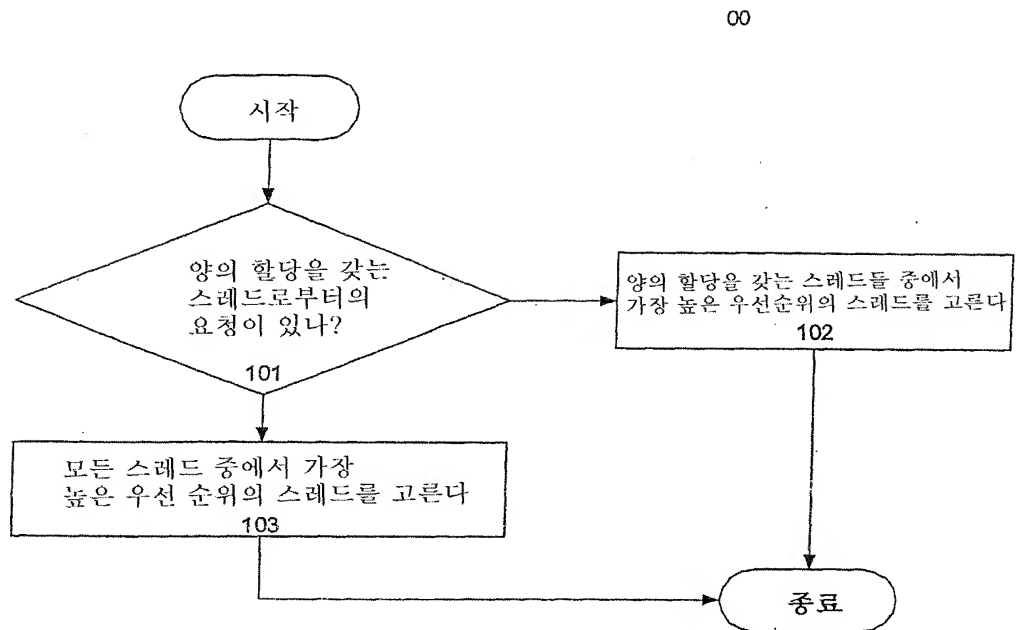 00
시작
양의 할당을 갖는
스레드로부터의
요청이 있나?
101
양의 할당을 갖는 스레드들 중에서
가장 높은 우선순위의 스레드를 고른다
102
모든 스레드 중에서 가장
높은 우선 순위의 스레드를 고른다
103
종료